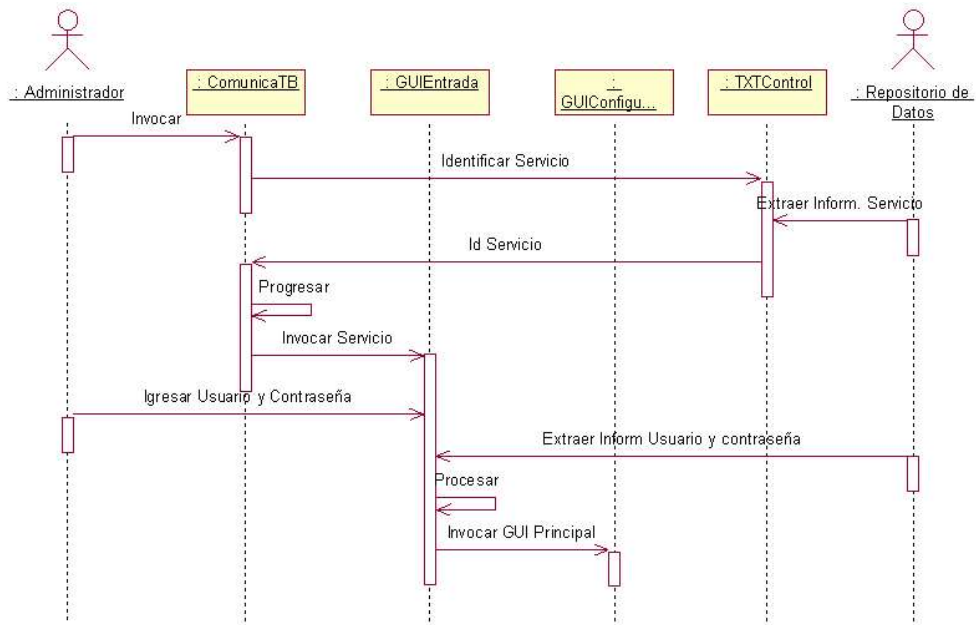 : Administrador
: ComunicaTB
: GUIEntrada
:
GUIConfigu...
: TXTControl
: Repositorio de
Datos
Invocar
Identificar Servicio
Extraer Inform. Servicio
Id Servicio
Progresar
Invocar Servicio
Igresar Usuario y Contraseña
Extraer Inform Usuario y contraseña
Procesar
Invocar GUI Principal